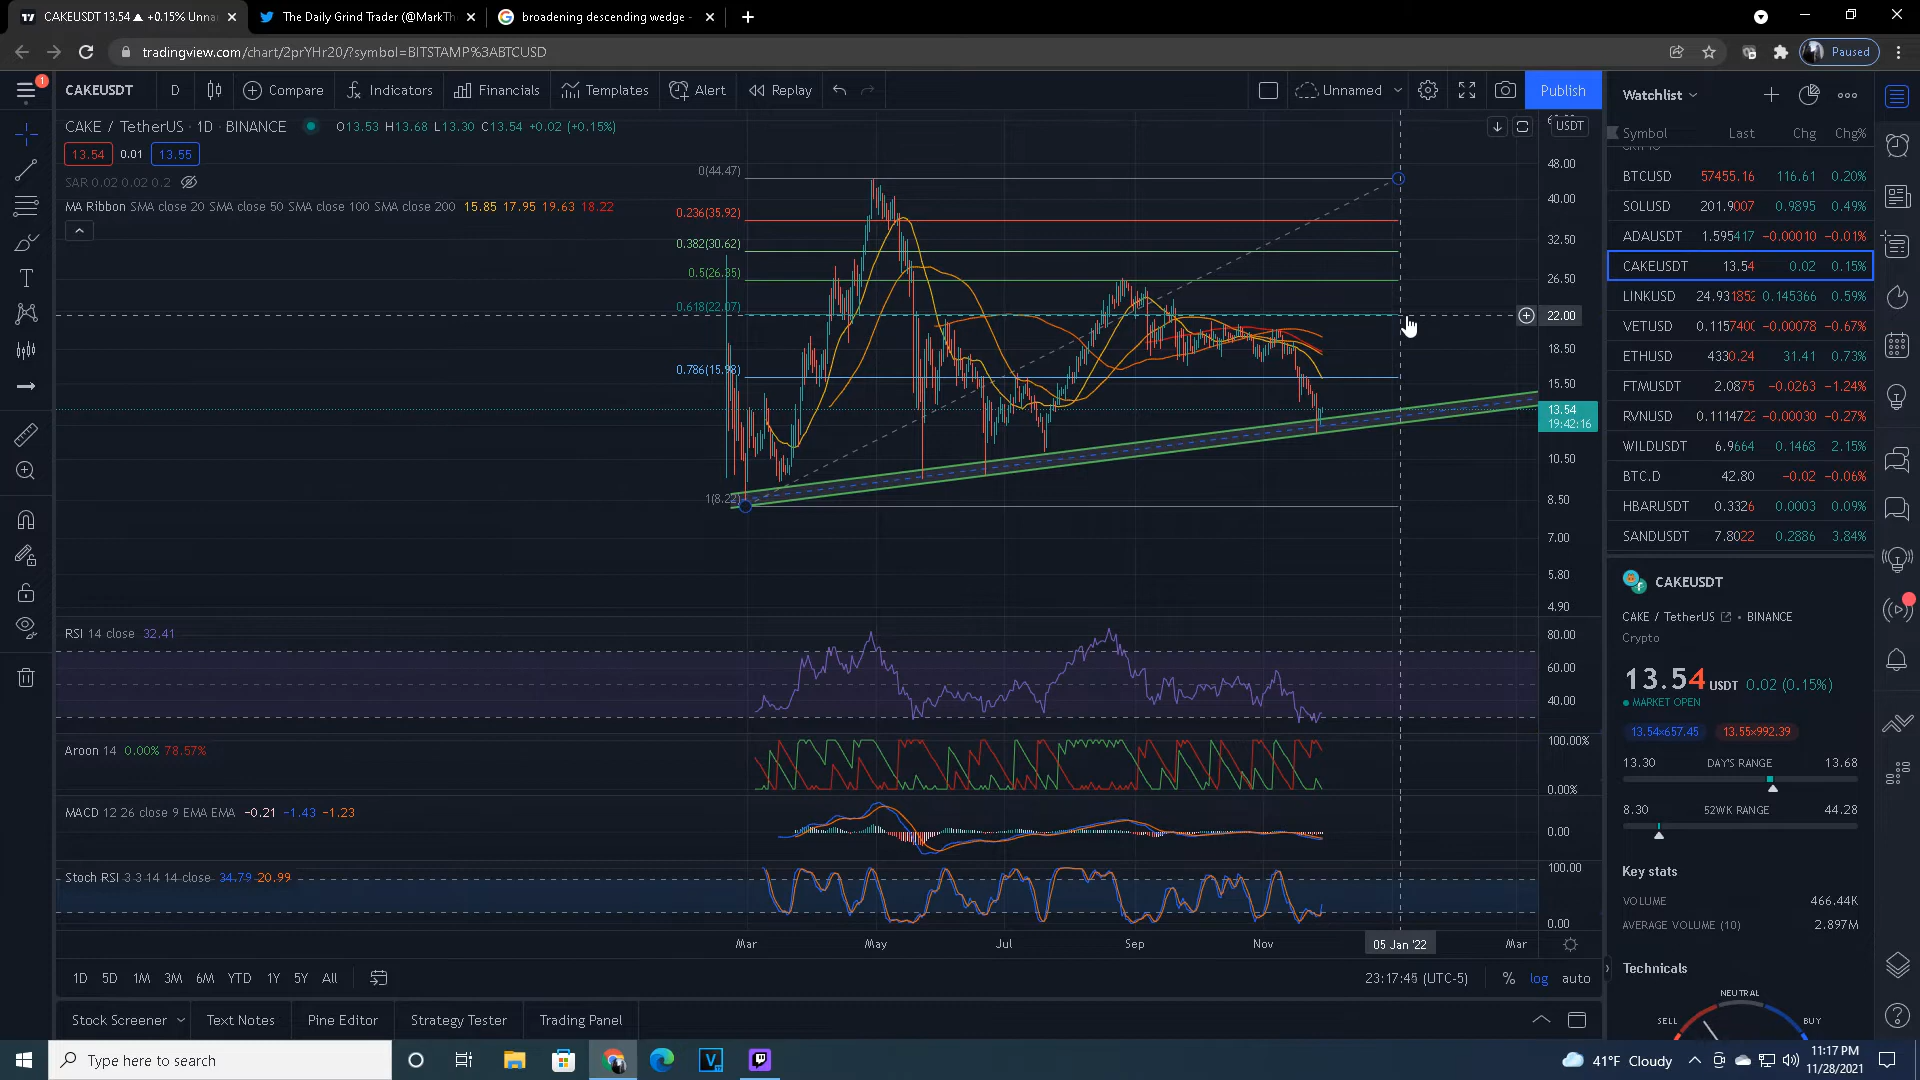 CAKEUSDT 13.54 ▲ +0.15% Unna
The Daily Grind Trader (@MarkTh
broadening descending wedge -
tradingview.com/chart/2prYHr20/?symbol=BITSTAMP%3ABTCUSD
Paused
1
CAKEUSDT
D
Compare
Indicators
Financials
Templates
Alert
Replay
Unnamed
Publish
CAKE / TetherUS · 1D · BINANCE
O13.53 H13.68 L13.30 C13.54 +0.02 (+0.15%)
13.54 0.01 13.55
SAR 0.02 0.02 0.2
MA Ribbon SMA close 20 SMA close 50 SMA close 100 SMA close 200 15.85 17.95 19.63 18.22
0(44.47)
0.236(35.92)
0.382(30.62)
0.5(26.35)
0.618(22.07)
0.786(15.98)
1(8.22)
USDT
48.00
40.00
32.50
26.50
22.00
18.50
15.50
13.54
19:42:16
10.50
8.50
7.00
5.80
4.90
RSI 14 close 32.41
80.00
60.00
40.00
Aroon 14 0.00% 78.57%
100.00%
0.00%
MACD 12 26 close 9 EMA EMA −0.21 −1.43 −1.23
0.00
Stoch RSI 3 3 14 14 close 34.79 20.99
100.00
0.00
Mar May Jul Sep Nov 05 Jan '22 Mar
1D 5D 1M 3M 6M YTD 1Y 5Y All
23:17:45 (UTC-5) % log auto
Stock Screener Text Notes Pine Editor Strategy Tester Trading Panel
Watchlist
Symbol Last Chg Chg%
BTCUSD 57455.16 116.61 0.20%
SOLUSD 201.9007 0.9895 0.49%
ADAUSDT 1.595417 −0.00010 −0.01%
CAKEUSDT 13.54 0.02 0.15%
LINKUSD 24.931852 0.145366 0.59%
VETUSD 0.1157400 −0.00078 −0.67%
ETHUSD 4330.24 31.41 0.73%
FTMUSDT 2.0875 −0.0263 −1.24%
RVNUSD 0.1114722 −0.00030 −0.27%
WILDUSDT 6.9664 0.1468 2.15%
BTC.D 42.80 −0.02 −0.06%
HBARUSDT 0.3326 0.0003 0.09%
SANDUSDT 7.8022 0.2886 3.84%
CAKEUSDT
CAKE / TetherUS • BINANCE
Crypto
13.54 USDT 0.02 (0.15%)
MARKET OPEN
13.54×657.45 13.55×992.39
13.30 DAY'S RANGE 13.68
8.30 52WK RANGE 44.28
Key stats
VOLUME 466.44K
AVERAGE VOLUME (10) 2.897M
Technicals
NEUTRAL
SELL BUY
Type here to search
41°F Cloudy
11:17 PM
11/28/2021